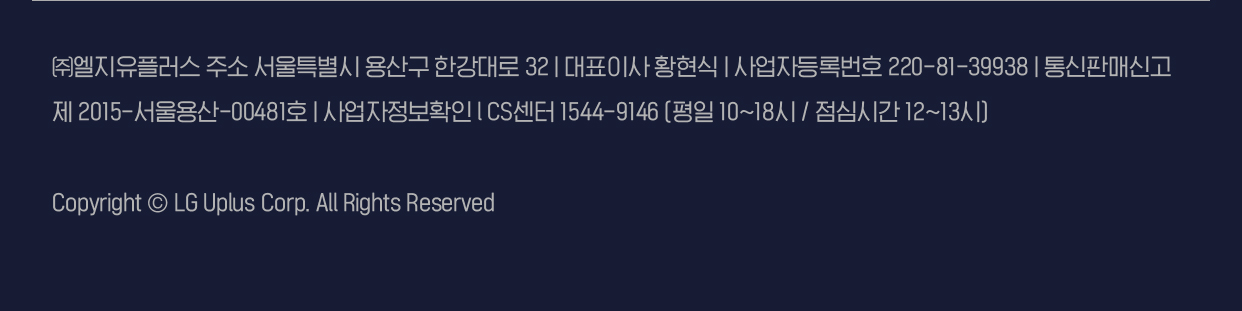 ㈜엘지유플러스 주소 서울특별시 용산구 한강대로 32 | 대표이사 황현식 | 사업자등록번호 220-81-39938 | 통신판매신고
제 2015-서울용산-00481호 | 사업자정보확인 l CS센터 1544-9146 (평일 10~18시 / 점심시간 12~13시)
Copyright © LG Uplus Corp. All Rights Reserved